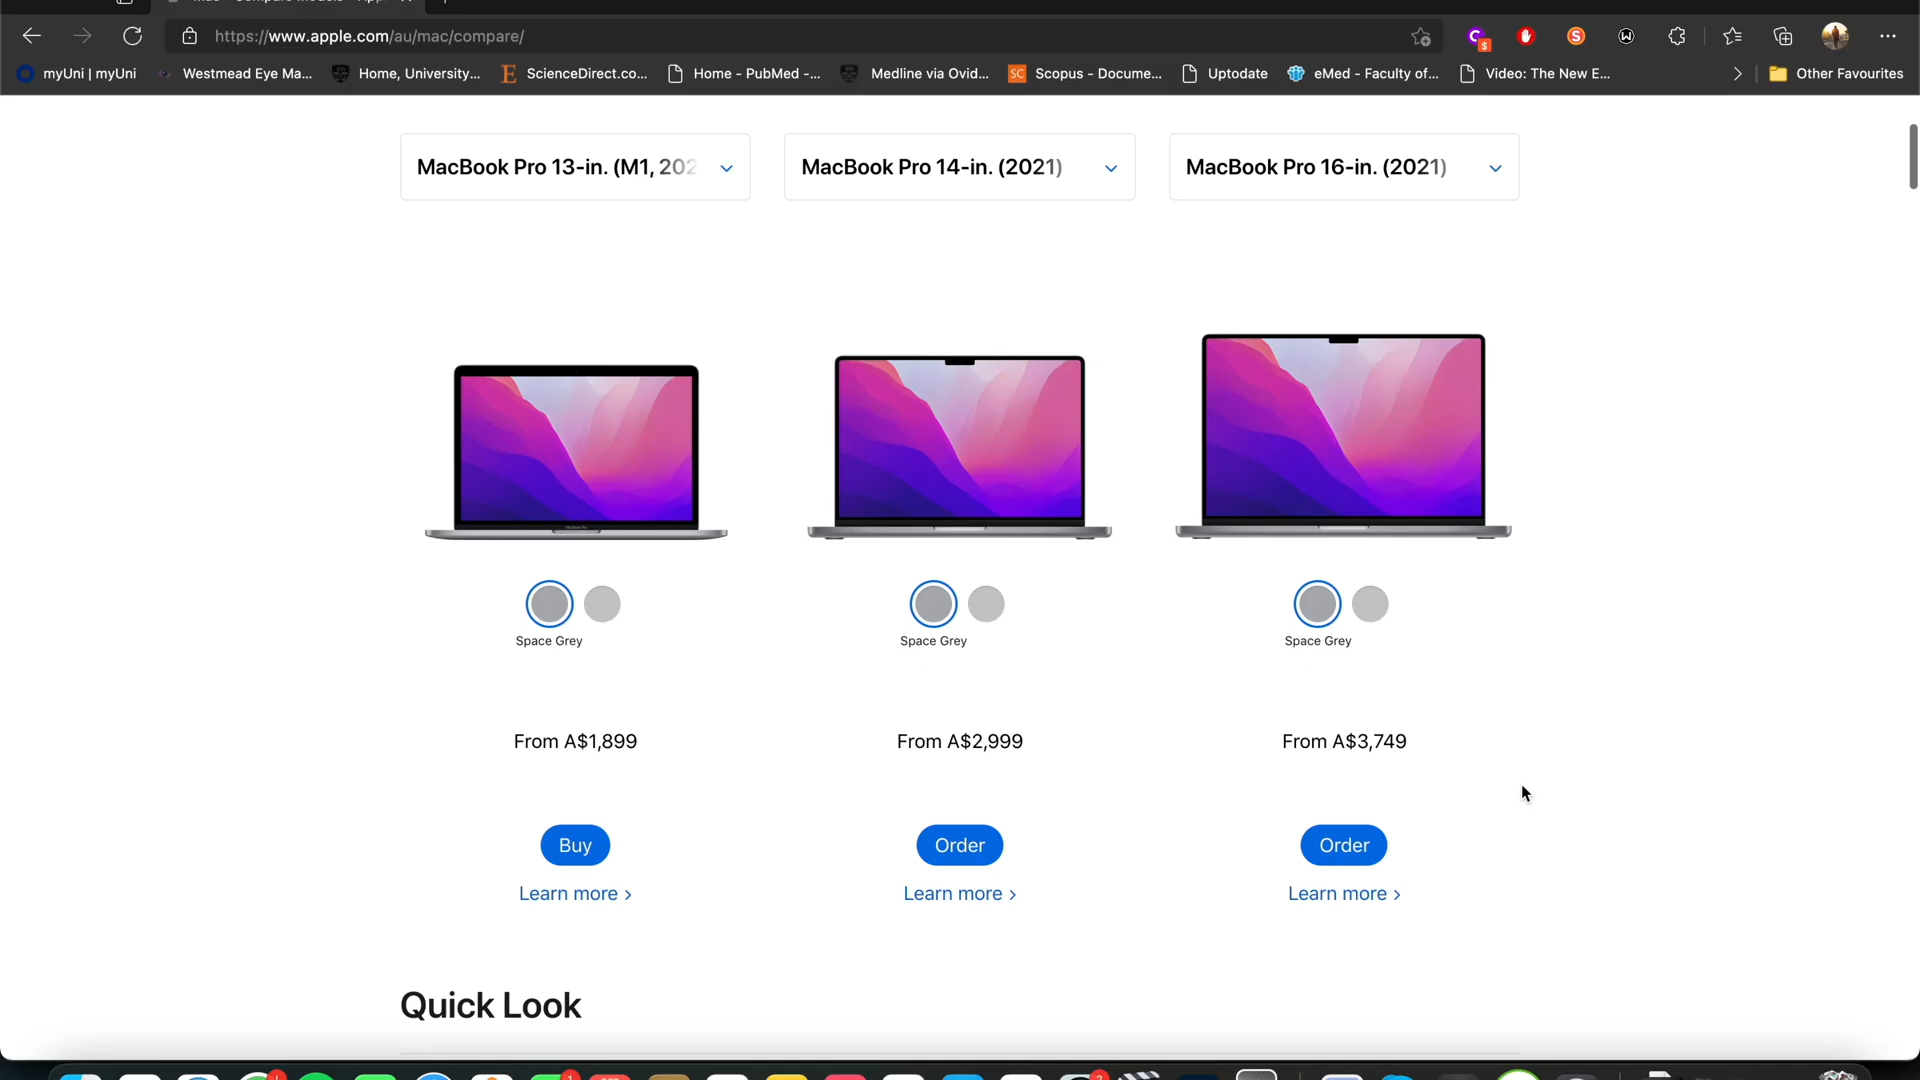 https://www.apple.com/au/mac/compare/
myUni | myUni
Westmead Eye Ma...
Home, University...
ScienceDirect.co...
Home - PubMed -...
Medline via Ovid...
Scopus - Docume...
Uptodate
eMed - Faculty of...
Video: The New E...
Other Favourites
MacBook Pro 13-in. (M1, 202
MacBook Pro 14-in. (2021)
MacBook Pro 16-in. (2021)
Space Grey
Space Grey
Space Grey
From A$1,899
From A$2,999
From A$3,749
Buy
Order
Order
Learn more >
Learn more >
Learn more >
Quick Look